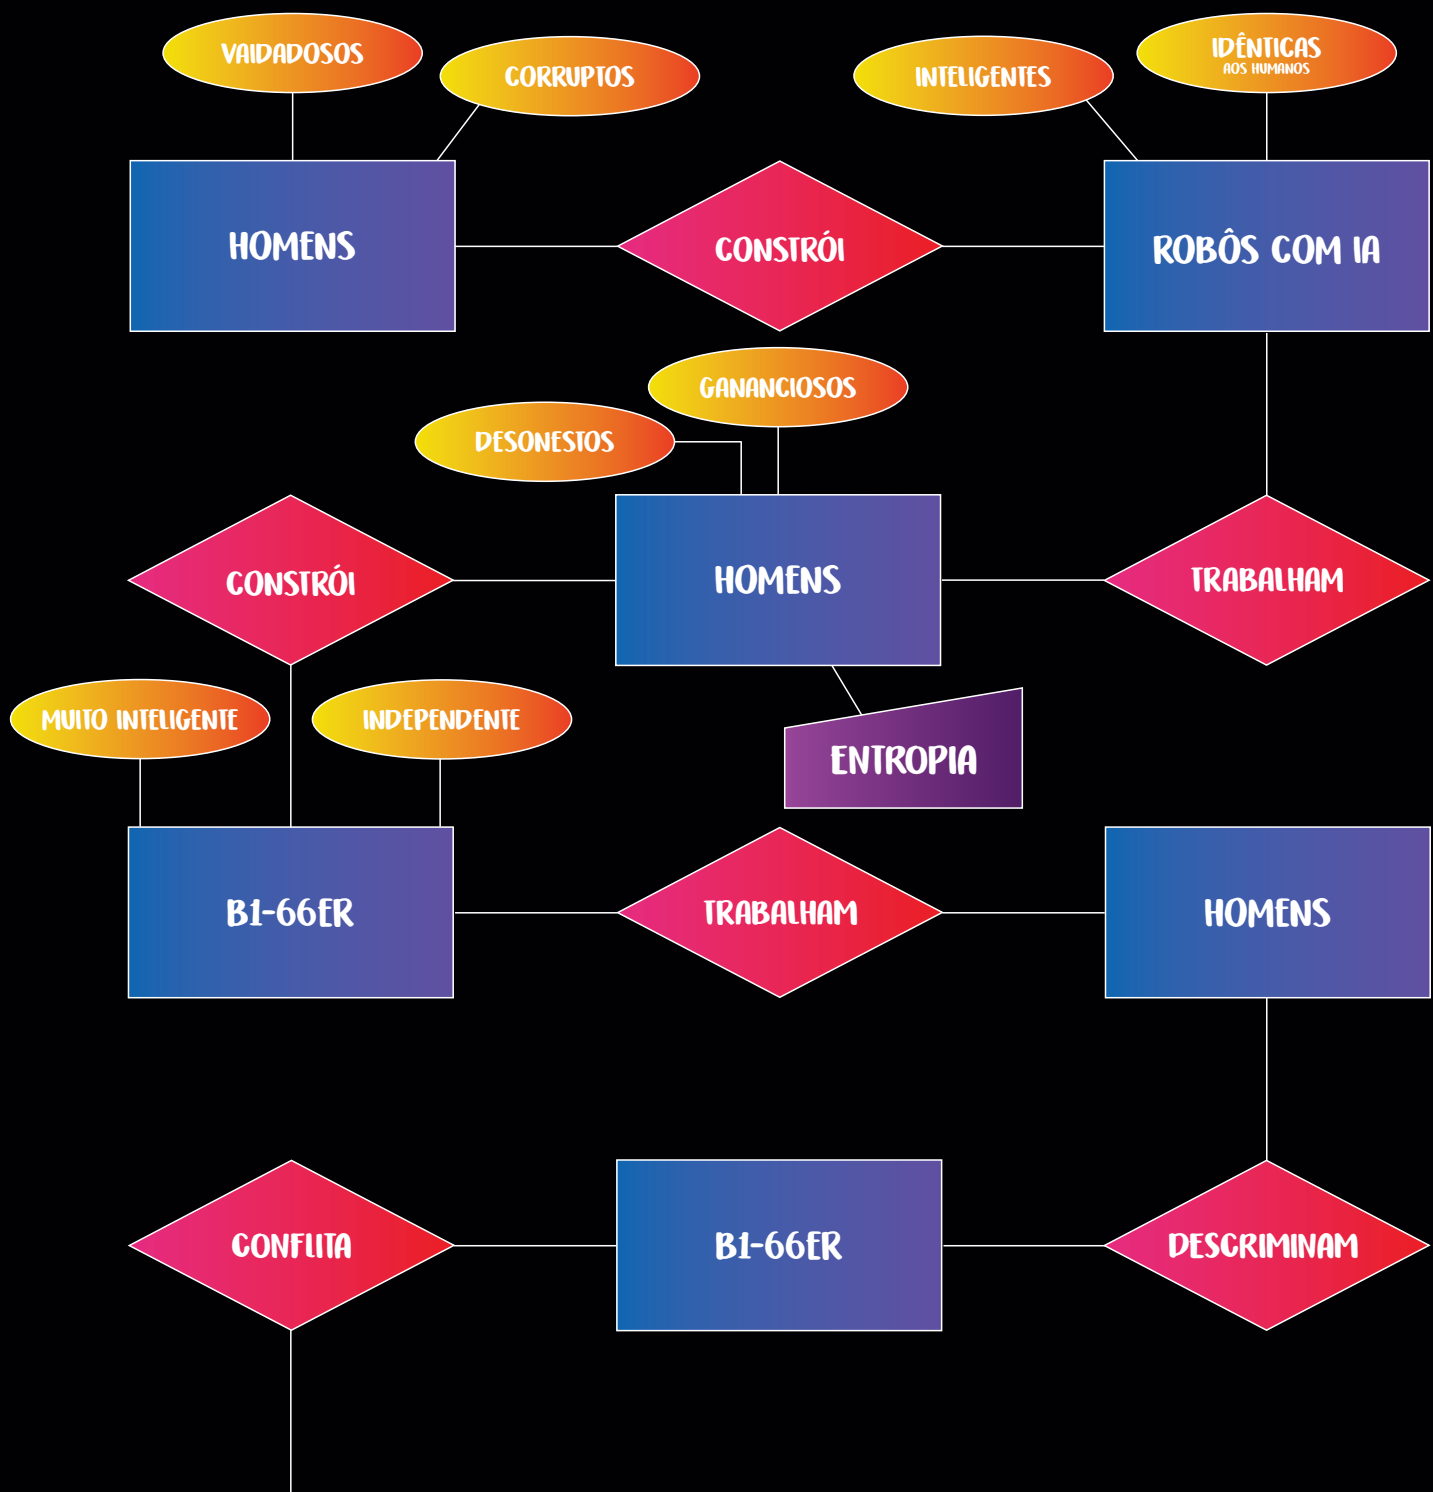 VAIDADOSOS
CORRUPTOS
INTELIGENTES
IDÊNTICAS
AOS HUMANOS
HOMENS
CONSTRÓI
ROBÔS COM IA
GANANCIOSOS
DESONESTOS
CONSTRÓI
HOMENS
TRABALHAM
MUITO INTELIGENTE
INDEPENDENTE
ENTROPIA
B1-66ER
TRABALHAM
HOMENS
CONFLITA
B1-66ER
DESCRIMINAM